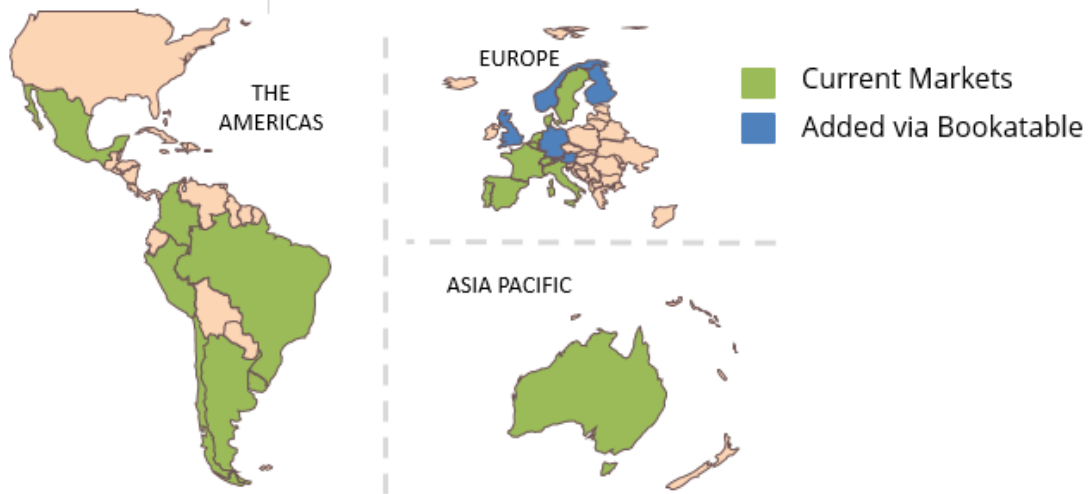 THE
AMERICAS
EUROPE
Current Markets
Added via Bookatable
ASIA PACIFIC